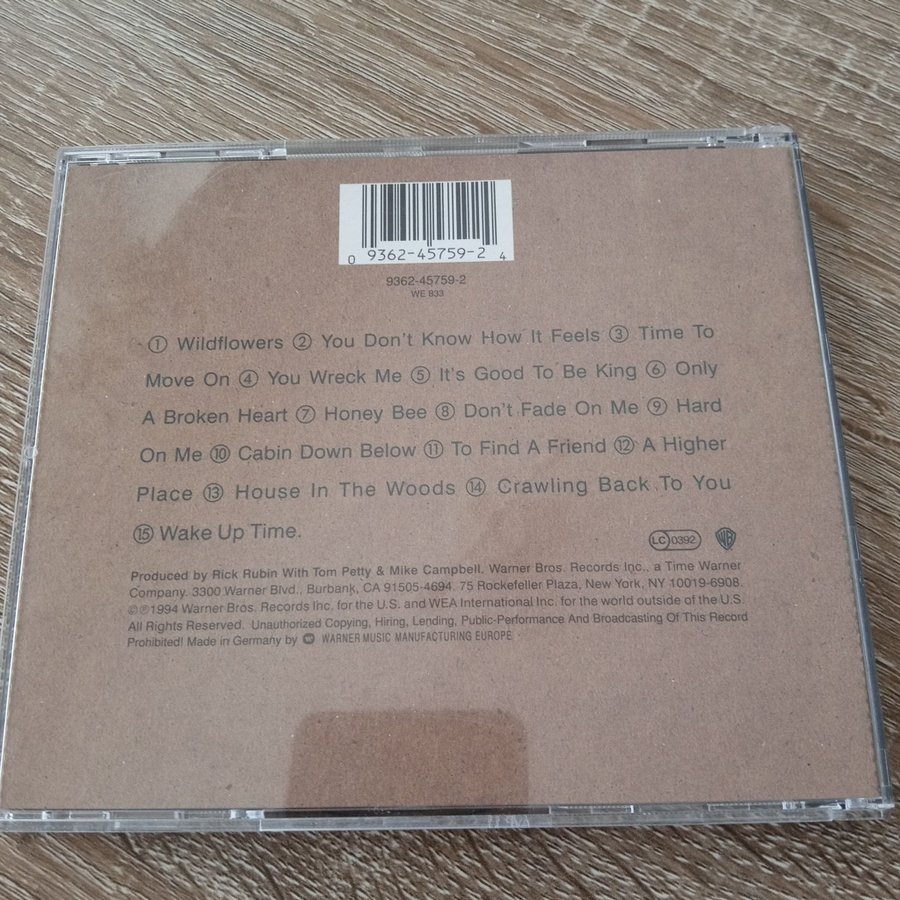 0 9362-45759-2 4
9362-45759-2
WE 833
① Wildflowers ② You Don't Know How It Feels ③ Time To
Move On ④ You Wreck Me ⑤ It's Good To Be King ⑥ Only
A Broken Heart ⑦ Honey Bee ⑧ Don't Fade On Me ⑨ Hard
On Me ⑩ Cabin Down Below ⑪ To Find A Friend ⑫ A Higher
Place ⑬ House In The Woods ⑭ Crawling Back To You
⑮ Wake Up Time.
LC 0392 WB
Produced by Rick Rubin With Tom Petty & Mike Campbell. Warner Bros. Records Inc., a Time Warner
Company. 3300 Warner Blvd., Burbank, CA 91505-4694. 75 Rockefeller Plaza, New York, NY 10019-6908.
©℗1994 Warner Bros. Records Inc. for the U.S. and WEA International Inc. for the world outside of the U.S.
All Rights Reserved. Unauthorized Copying, Hiring, Lending, Public-Performance And Broadcasting Of This Record
Prohibited! Made in Germany by WARNER MUSIC MANUFACTURING EUROPE